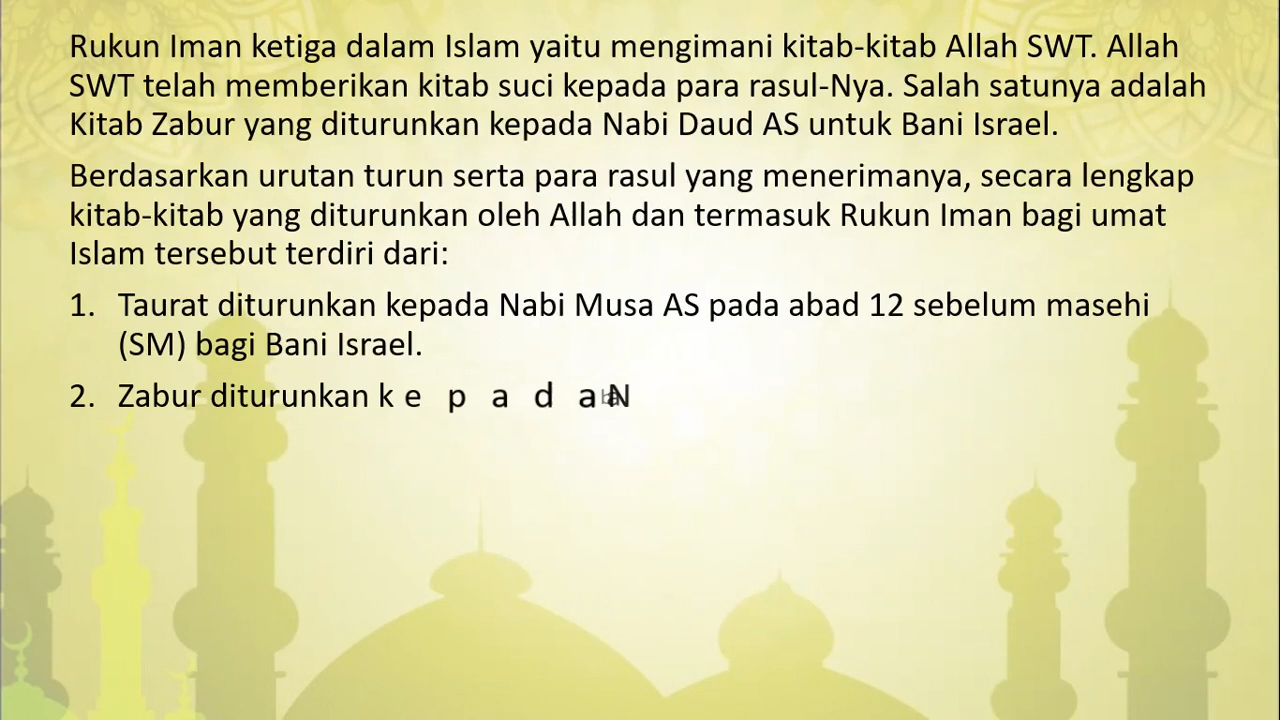 Rukun Iman ketiga dalam Islam yaitu mengimani kitab-kitab Allah SWT. Allah
SWT telah memberikan kitab suci kepada para rasul-Nya. Salah satunya adalah
Kitab Zabur yang diturunkan kepada Nabi Daud AS untuk Bani Israel.
Berdasarkan urutan turun serta para rasul yang menerimanya, secara lengkap
kitab-kitab yang diturunkan oleh Allah dan termasuk Rukun Iman bagi umat
Islam tersebut terdiri dari:
1. Taurat diturunkan kepada Nabi Musa AS pada abad 12 sebelum masehi
(SM) bagi Bani Israel.
2. Zabur diturunkan k e p a d a